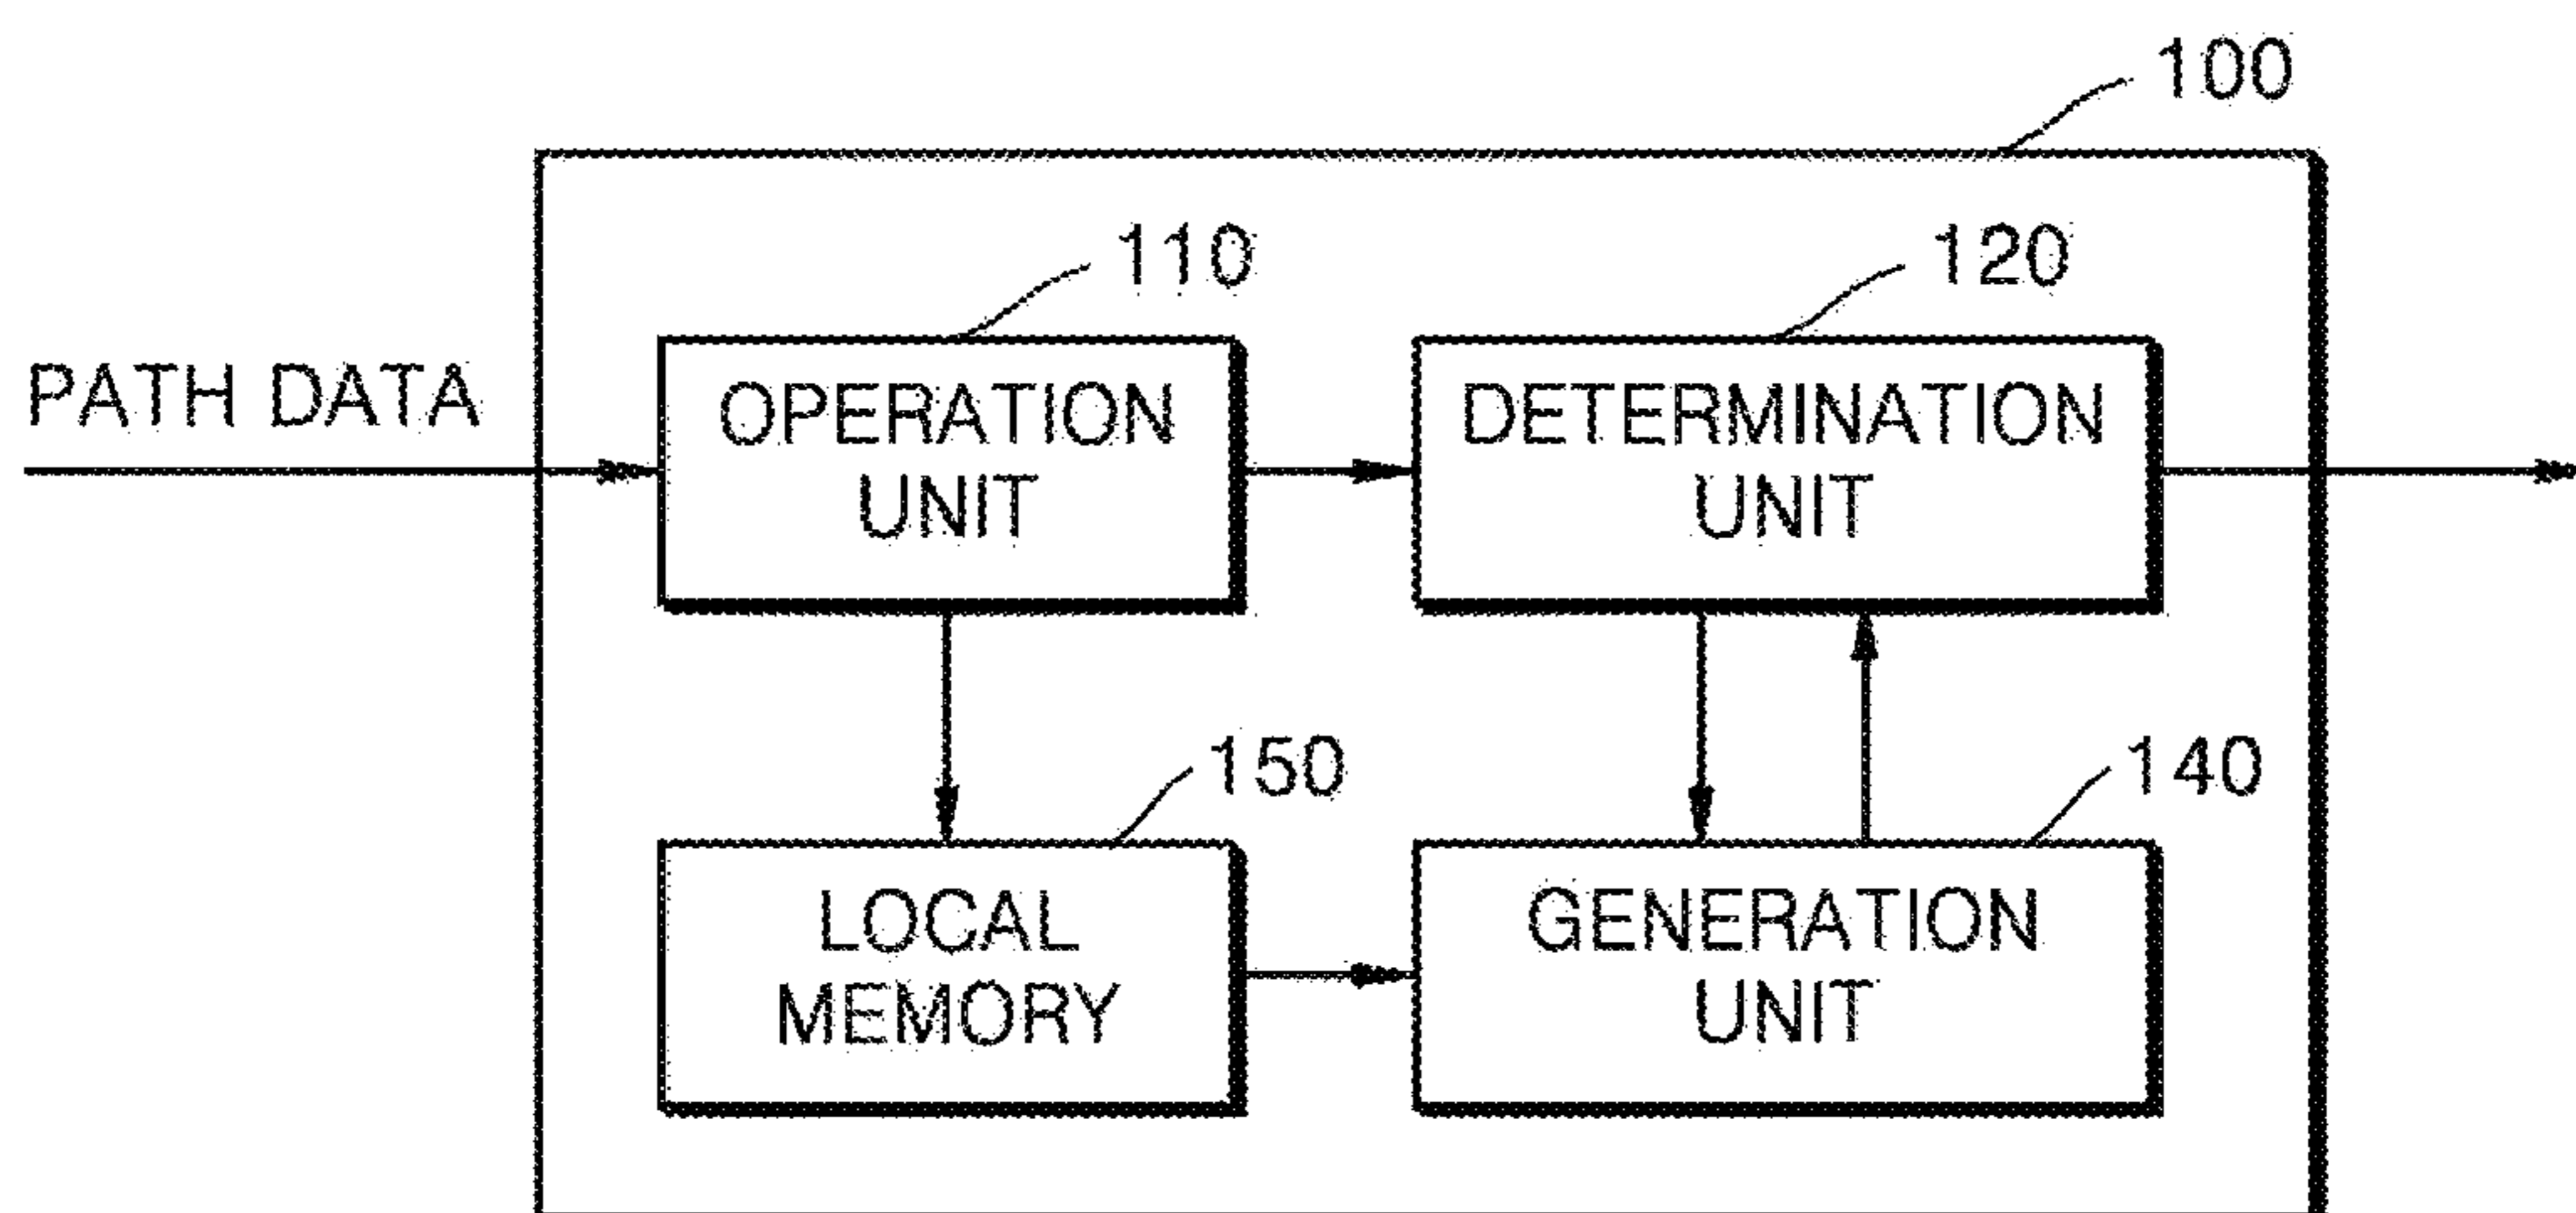 100
110
120
PATH DATA
OPERATION
UNIT
DETERMINATION
UNIT
150
140
LOCAL
MEMORY
GENERATION
UNIT